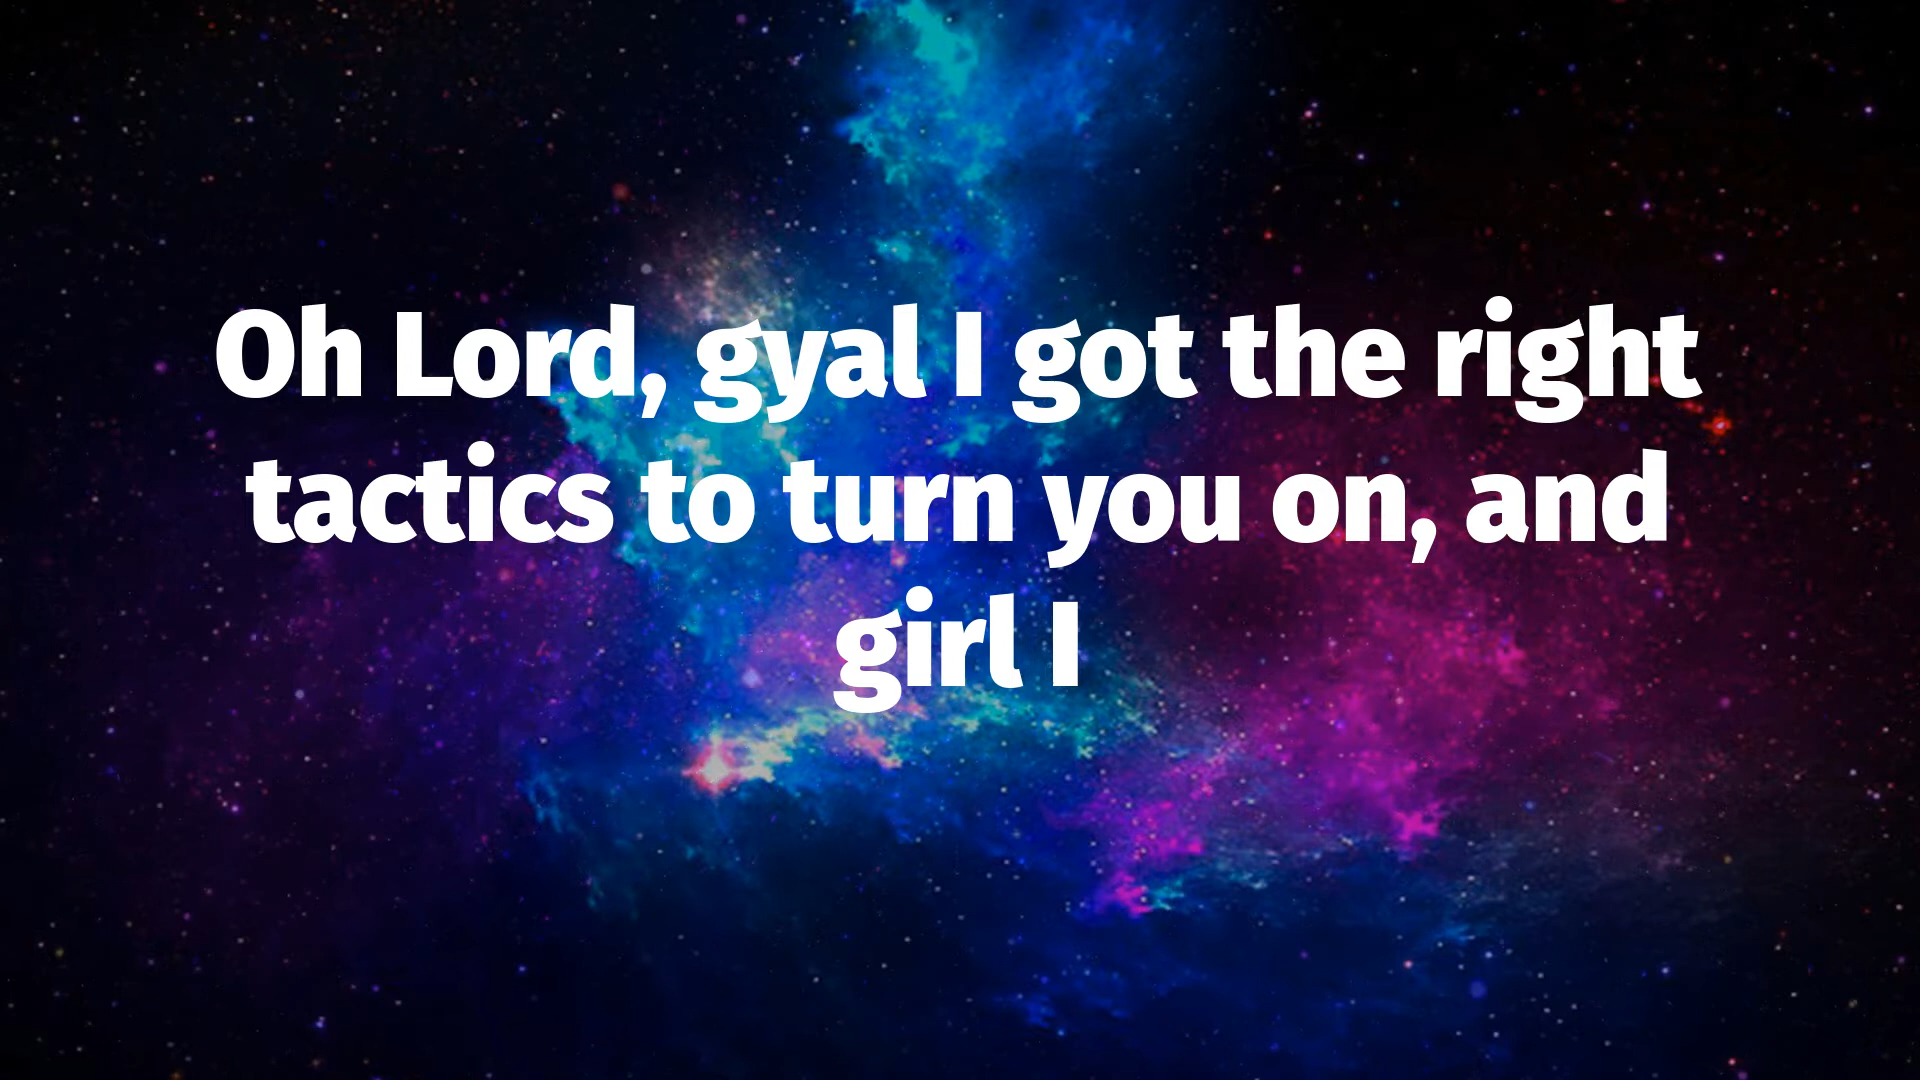 Oh Lord, gyal I got the right
tactics to turn you on, and
girl I